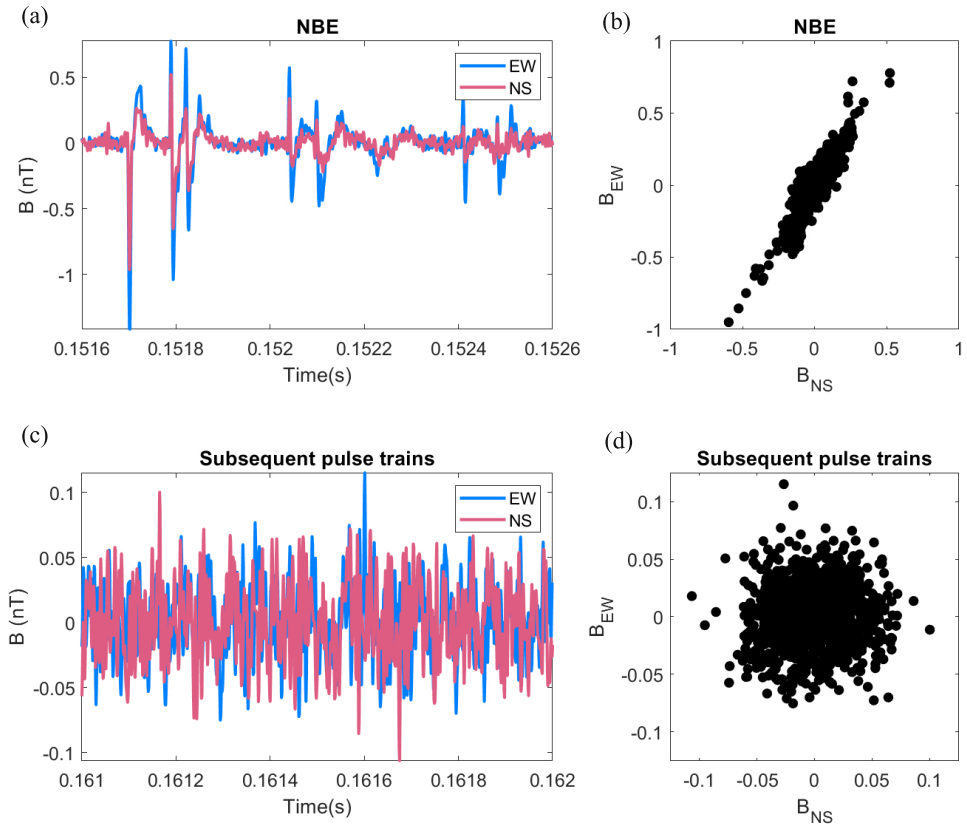 (a)
NBE
EW
NS
0.5
0
-0.5
-1
B (nT)
0.1516 0.1518 0.152 0.1522 0.1524 0.1526
Time(s)
(b)
NBE
1
0.5
0
-0.5
-1
B_EW
-1 -0.5 0 0.5 1
B_NS
(c)
Subsequent pulse trains
EW
NS
0.1
0.05
0
-0.05
-0.1
B (nT)
0.161 0.1612 0.1614 0.1616 0.1618 0.162
Time(s)
(d)
Subsequent pulse trains
0.1
0.05
0
-0.05
-0.1
B_EW
-0.1 -0.05 0 0.05 0.1
B_NS